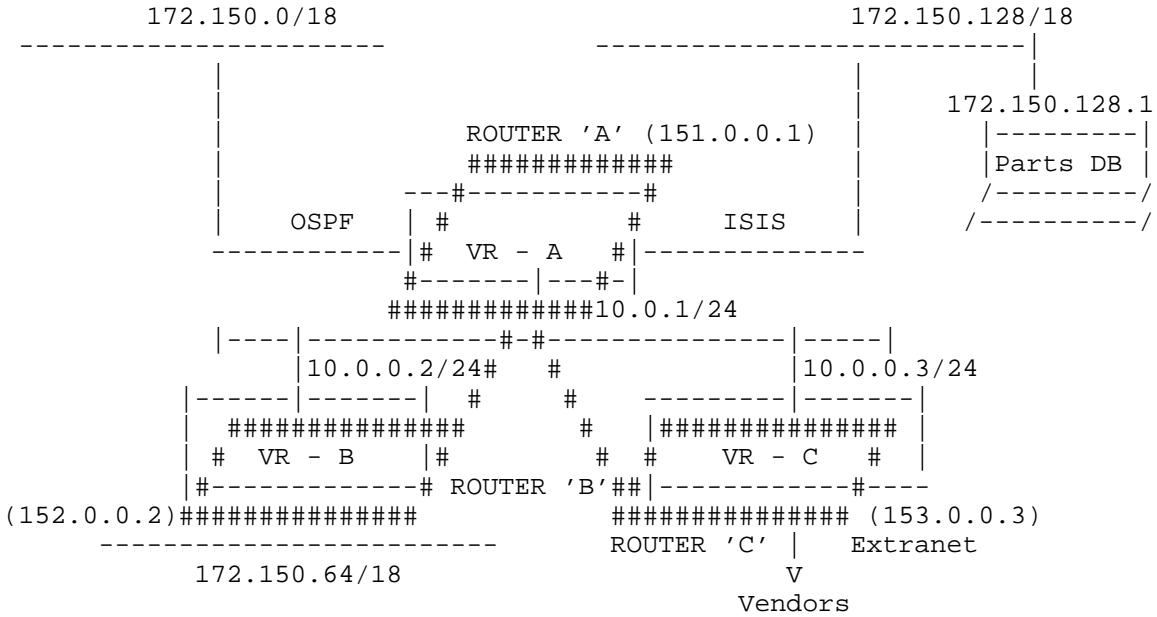 172.150.0/18 172.150.128/18
172.150.128.1
ROUTER 'A' (151.0.0.1)
Parts DB
OSPF ISIS
VR - A
10.0.1/24
10.0.0.2/24 10.0.0.3/24
VR - B VR - C
ROUTER 'B'
(152.0.0.2) (153.0.0.3)
ROUTER 'C' Extranet
172.150.64/18 V
Vendors